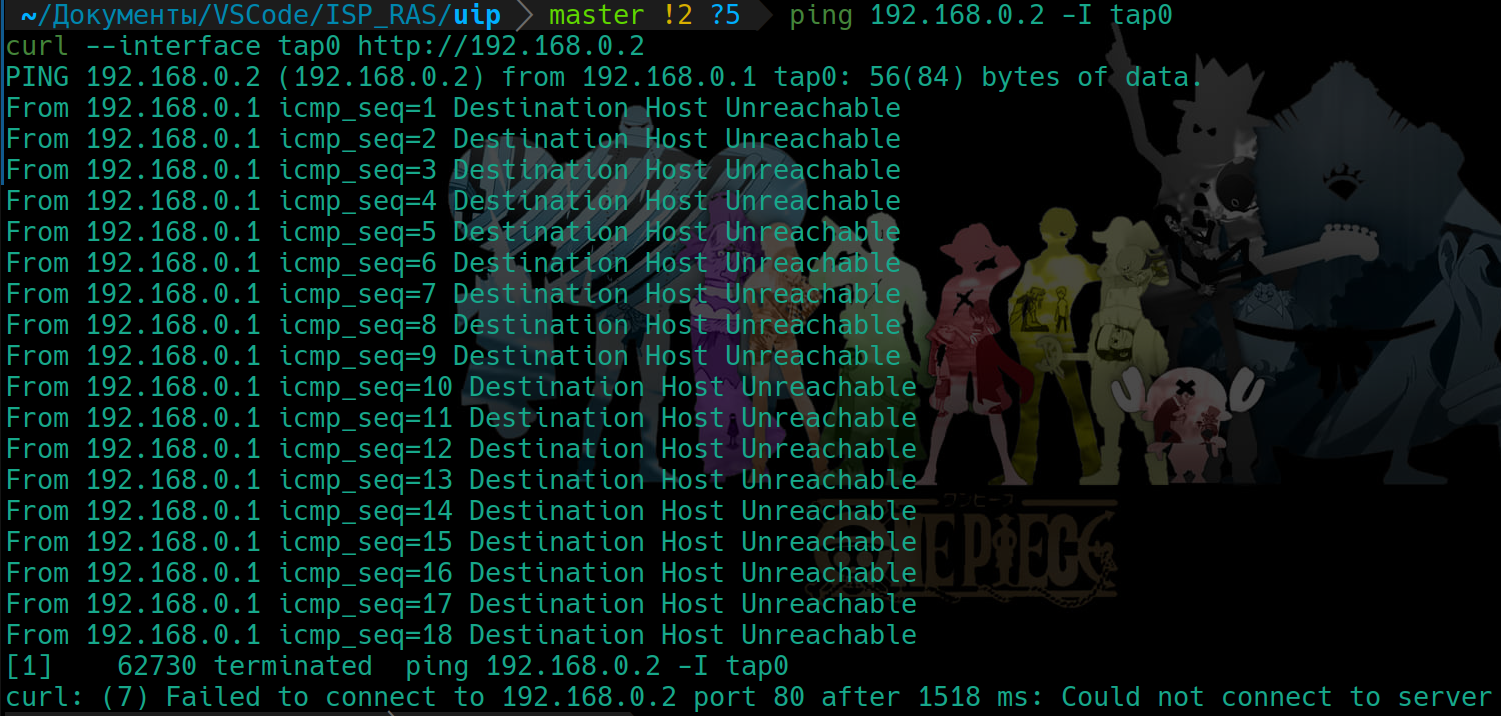 ~/Документы/VSCode/ISP_RAS/uip master !2 ?5 ping 192.168.0.2 -I tap0
curl --interface tap0 http://192.168.0.2
PING 192.168.0.2 (192.168.0.2) from 192.168.0.1 tap0: 56(84) bytes of data.
From 192.168.0.1 icmp_seq=1 Destination Host Unreachable
From 192.168.0.1 icmp_seq=2 Destination Host Unreachable
From 192.168.0.1 icmp_seq=3 Destination Host Unreachable
From 192.168.0.1 icmp_seq=4 Destination Host Unreachable
From 192.168.0.1 icmp_seq=5 Destination Host Unreachable
From 192.168.0.1 icmp_seq=6 Destination Host Unreachable
From 192.168.0.1 icmp_seq=7 Destination Host Unreachable
From 192.168.0.1 icmp_seq=8 Destination Host Unreachable
From 192.168.0.1 icmp_seq=9 Destination Host Unreachable
From 192.168.0.1 icmp_seq=10 Destination Host Unreachable
From 192.168.0.1 icmp_seq=11 Destination Host Unreachable
From 192.168.0.1 icmp_seq=12 Destination Host Unreachable
From 192.168.0.1 icmp_seq=13 Destination Host Unreachable
From 192.168.0.1 icmp_seq=14 Destination Host Unreachable
ワンピース
From 192.168.0.1 icmp_seq=15 Destination Host Unreachable
ONE PIECE
From 192.168.0.1 icmp_seq=16 Destination Host Unreachable
From 192.168.0.1 icmp_seq=17 Destination Host Unreachable
From 192.168.0.1 icmp_seq=18 Destination Host Unreachable
[1] 62730 terminated ping 192.168.0.2 -I tap0
curl: (7) Failed to connect to 192.168.0.2 port 80 after 1518 ms: Could not connect to server